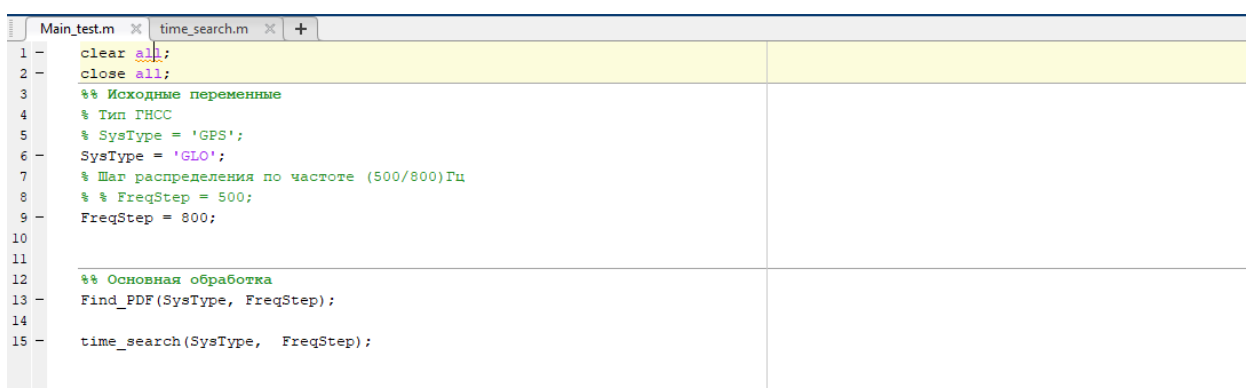 Main_test.m × time_search.m × +
1 – clear all;
2 – close all;
3 %% Исходные переменные
4 % Тип ГНСС
5 % SysType = 'GPS';
6 – SysType = 'GLO';
7 % Шаг распределения по частоте (500/800)Гц
8 % % FreqStep = 500;
9 – FreqStep = 800;
10
11
12 %% Основная обработка
13 – Find_PDF(SysType, FreqStep);
14
15 – time_search(SysType,  FreqStep);